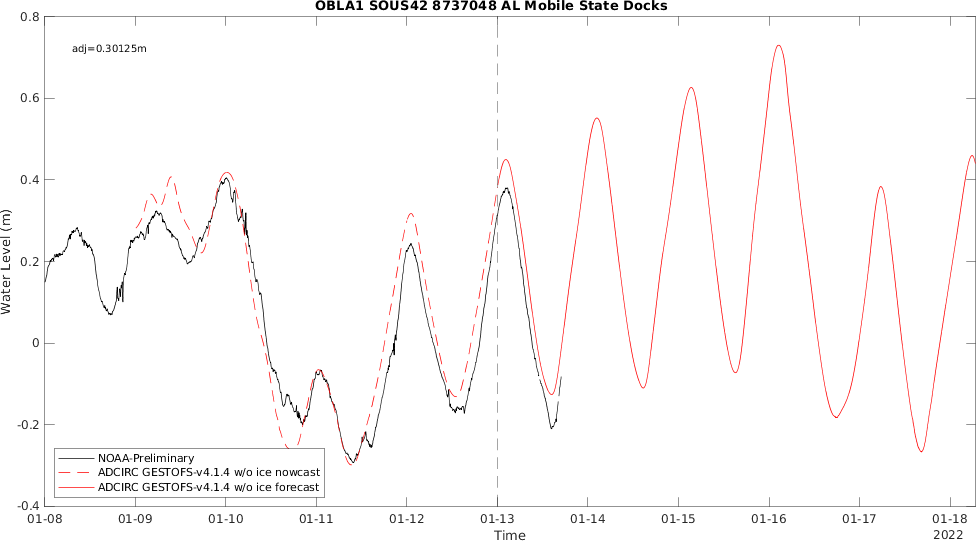 OBLA1 SOUS42 8737048 AL Mobile State Docks
adj=0.30125m
0.8
0.6
0.4
0.2
0
-0.2
-0.4
Water Level (m)
NOAA-Preliminary
ADCIRC GESTOFS-v4.1.4 w/o ice nowcast
ADCIRC GESTOFS-v4.1.4 w/o ice forecast
01-08 01-09 01-10 01-11 01-12 01-13 01-14 01-15 01-16 01-17 01-18
Time
2022